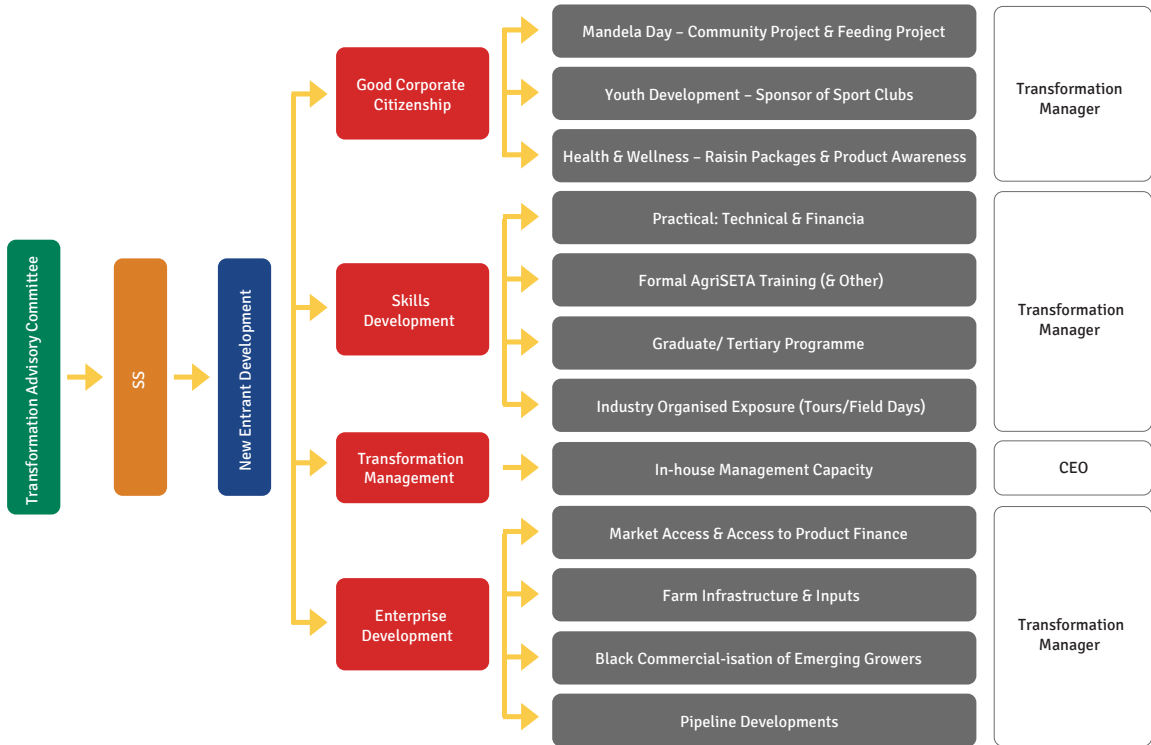 Transformation Advisory Committee
SS
New Entrant Development
Good Corporate
Citizenship
Mandela Day – Community Project & Feeding Project
Youth Development – Sponsor of Sport Clubs
Health & Wellness – Raisin Packages & Product Awareness
Transformation
Manager
Skills
Development
Practical: Technical & Financia
Formal AgriSETA Training (& Other)
Graduate/ Tertiary Programme
Industry Organised Exposure (Tours/Field Days)
Transformation
Manager
Transformation
Management
In-house Management Capacity
CEO
Enterprise
Development
Market Access & Access to Product Finance
Farm Infrastructure & Inputs
Black Commercial-isation of Emerging Growers
Pipeline Developments
Transformation
Manager